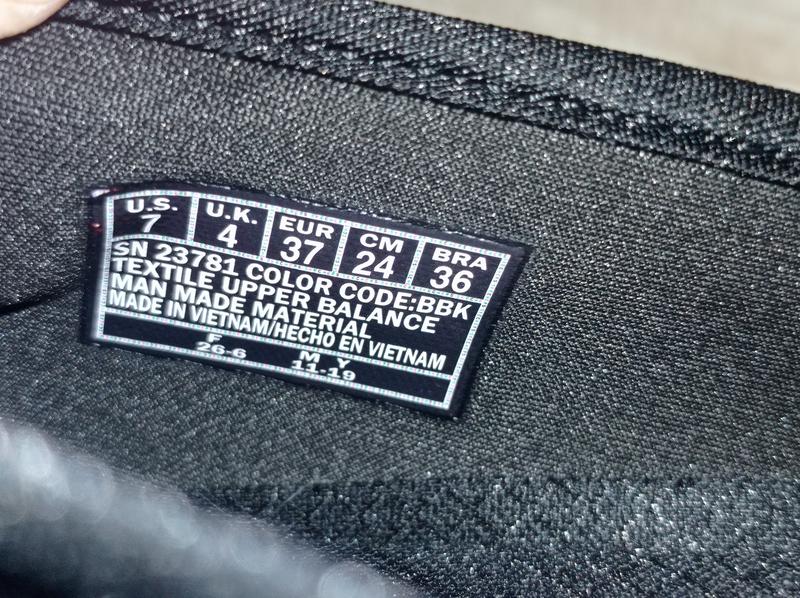 U.S. U.K. EUR CM BRA
7 4 37 24 36
SN 23781 COLOR CODE:BBK
TEXTILE UPPER BALANCE
MAN MADE MATERIAL
MADE IN VIETNAM/HECHO EN VIETNAM
F M Y
26-6 11-19